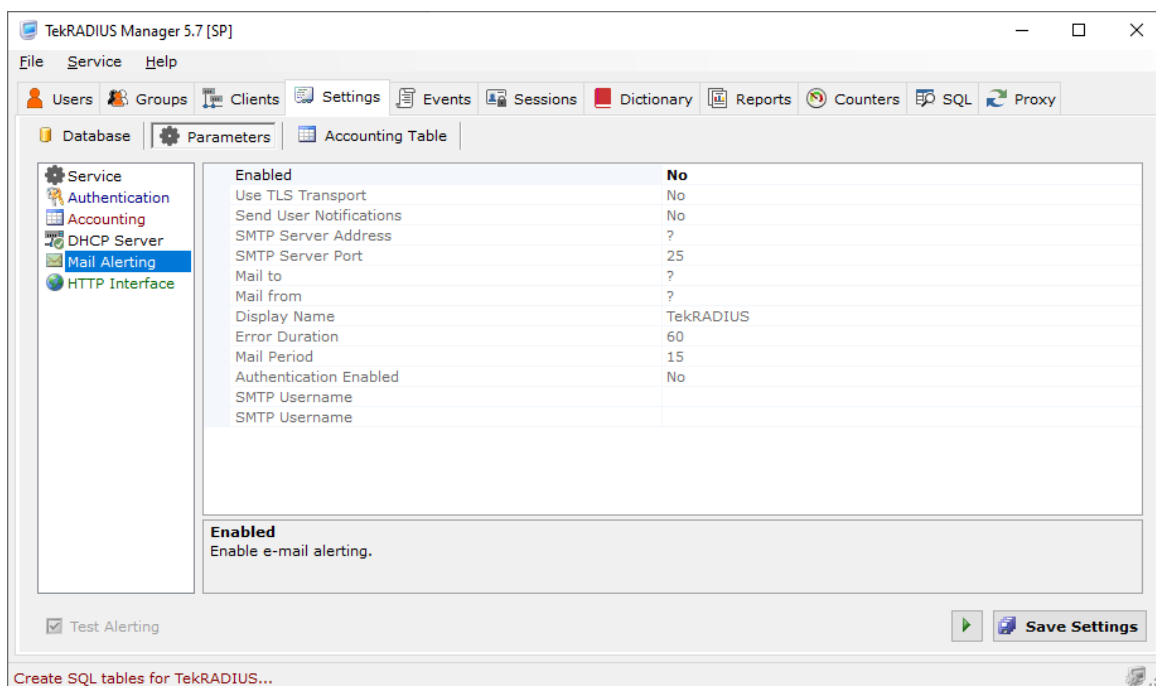 TekRADIUS Manager 5.7 [SP]
File Service Help
Users Groups Clients Settings Events Sessions Dictionary Reports Counters SQL Proxy
Database Parameters Accounting Table
Service
Authentication
Accounting
DHCP Server
Mail Alerting
HTTP Interface
Enabled No
Use TLS Transport No
Send User Notifications No
SMTP Server Address ?
SMTP Server Port 25
Mail to ?
Mail from ?
Display Name TekRADIUS
Error Duration 60
Mail Period 15
Authentication Enabled No
SMTP Username
SMTP Username
Enabled
Enable e-mail alerting.
Test Alerting
Save Settings
Create SQL tables for TekRADIUS...